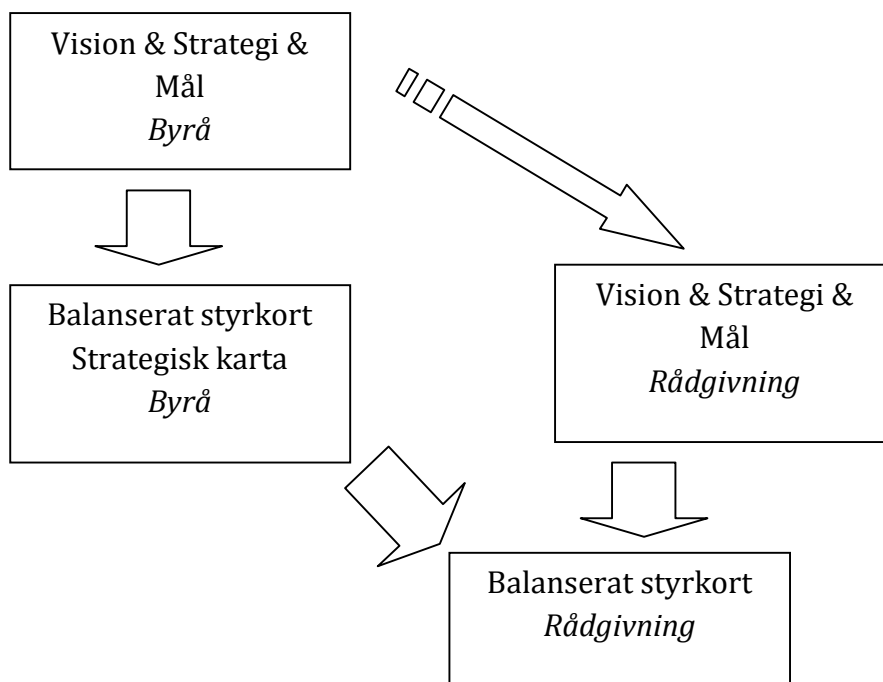 Vision & Strategi &
Mål
Byrå
Balanserat styrkort
Strategisk karta
Byrå
Vision & Strategi &
Mål
Rådgivning
Balanserat styrkort
Rådgivning